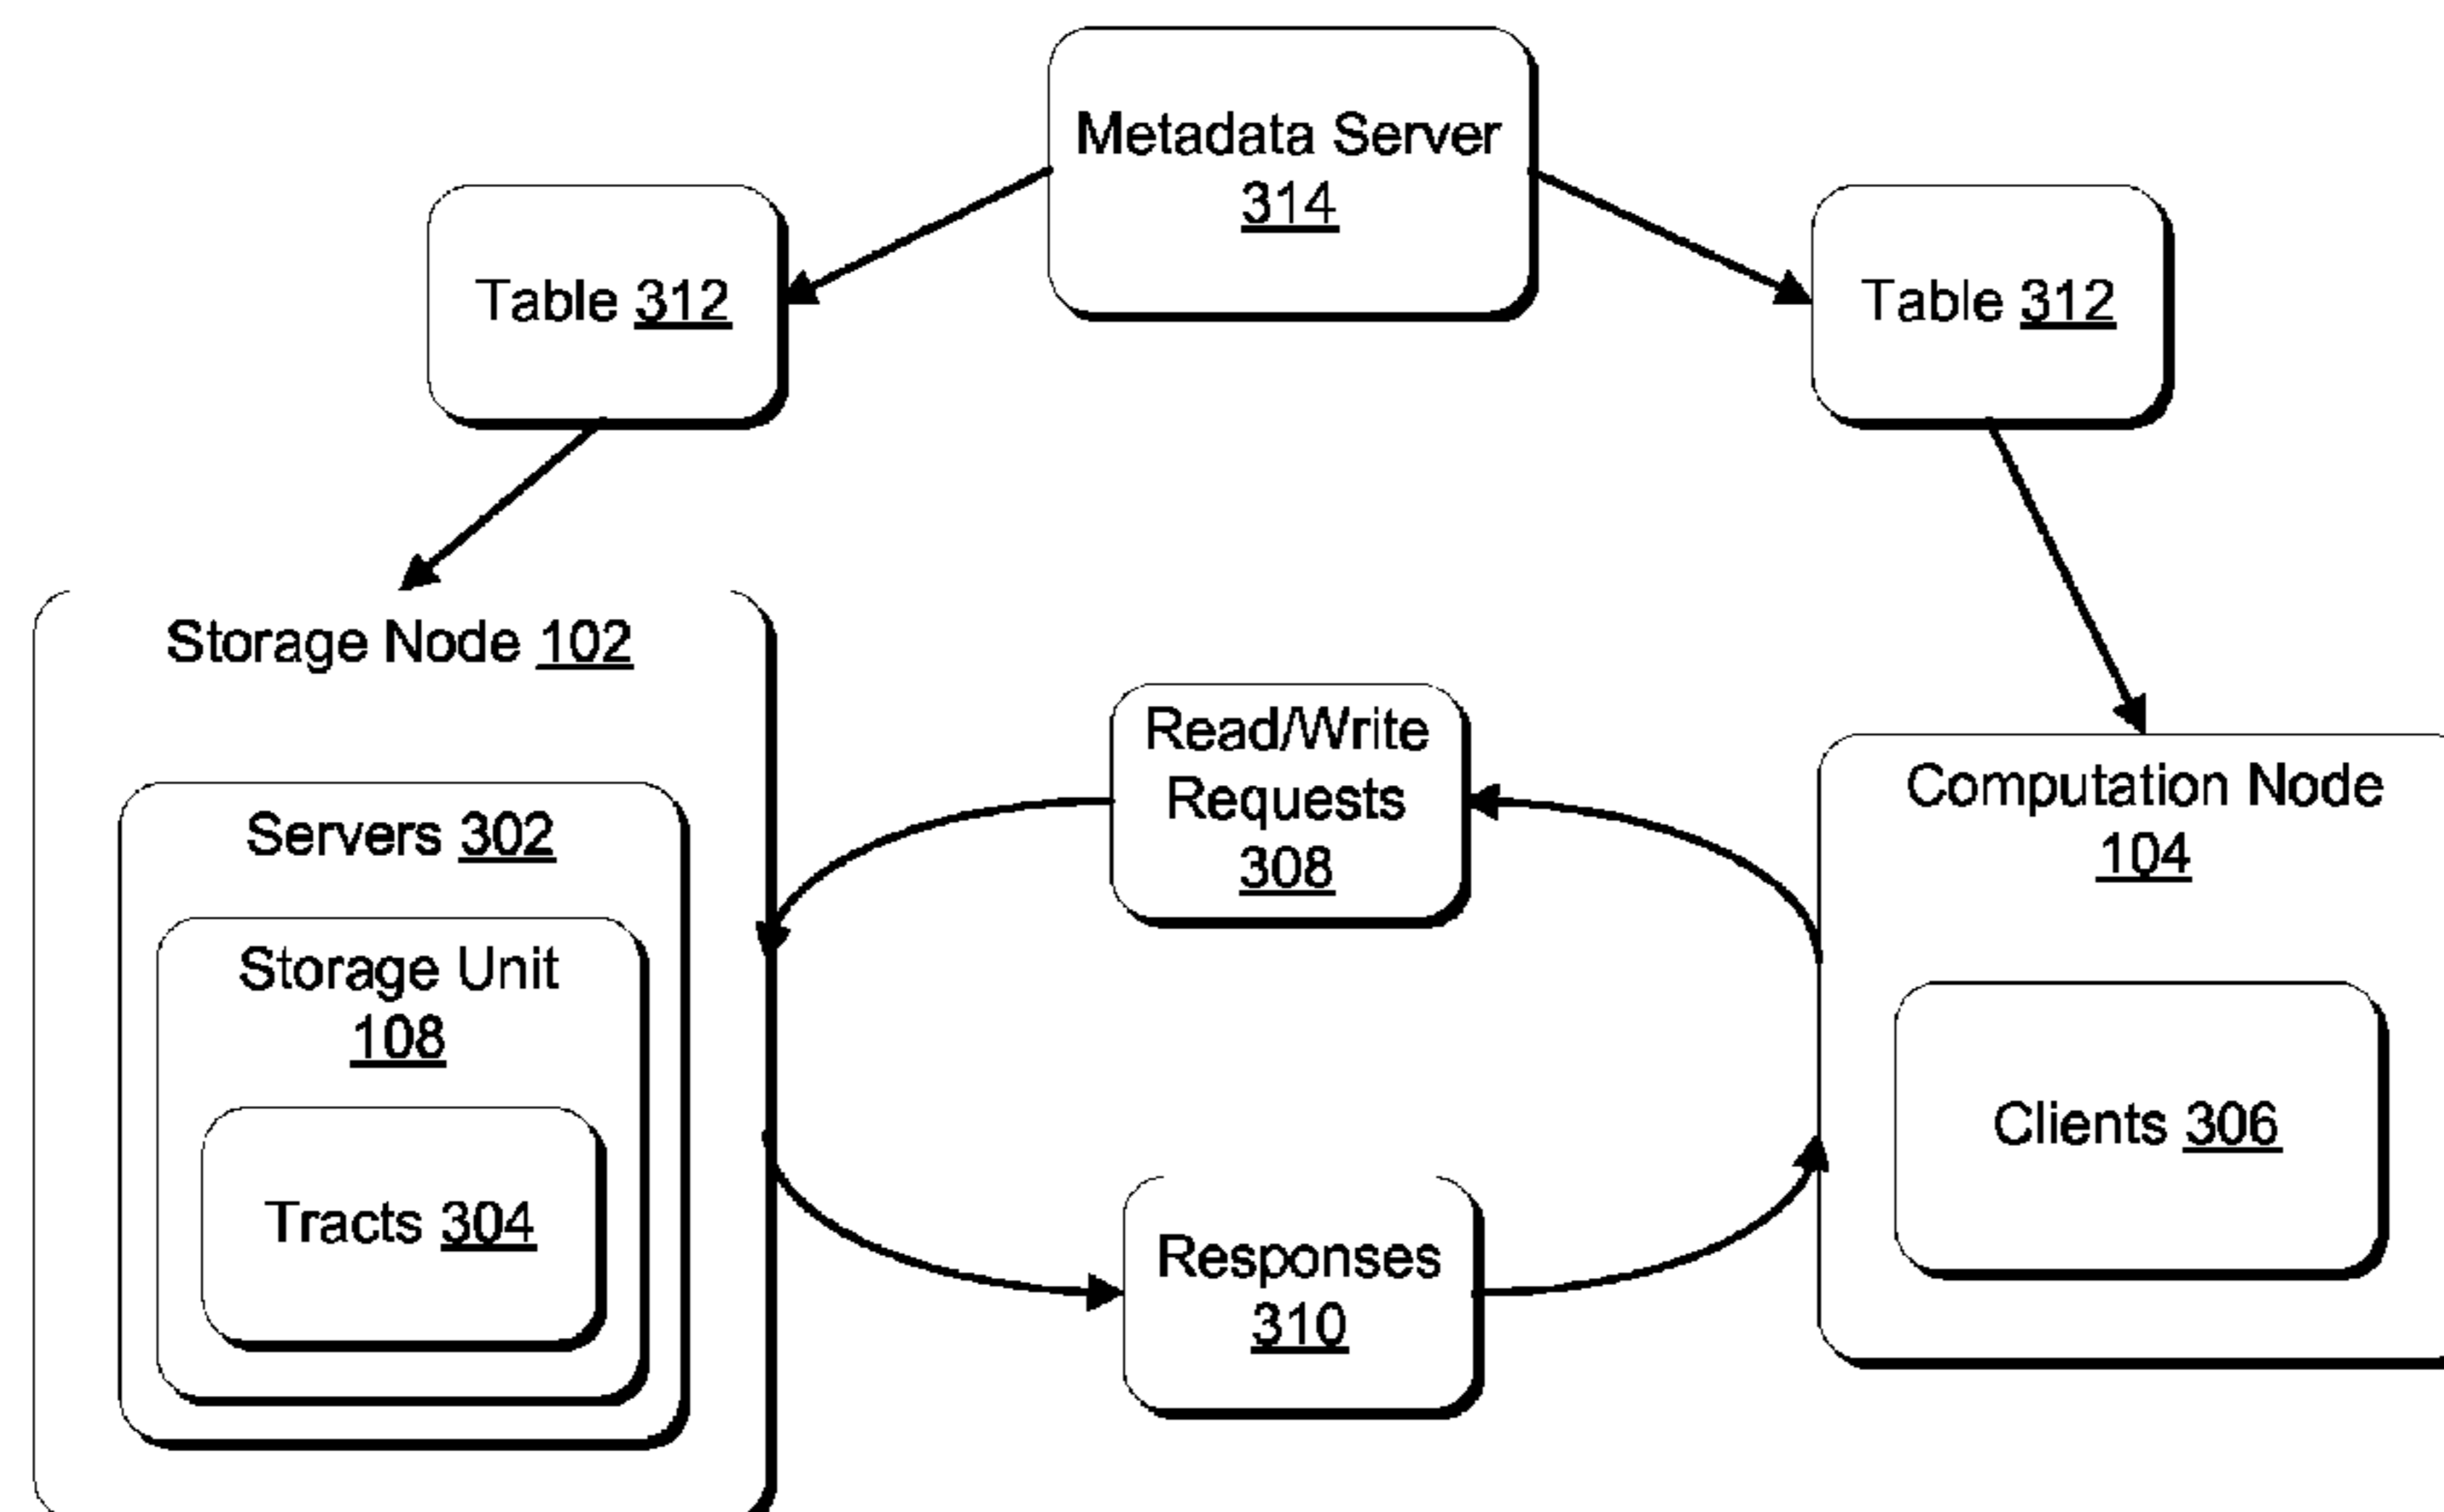 Metadata Server
314
Table 312
Table 312
Storage Node 102
Servers 302
Storage Unit
108
Tracts 304
Read/Write
Requests
308
Responses
310
Computation Node
104
Clients 306